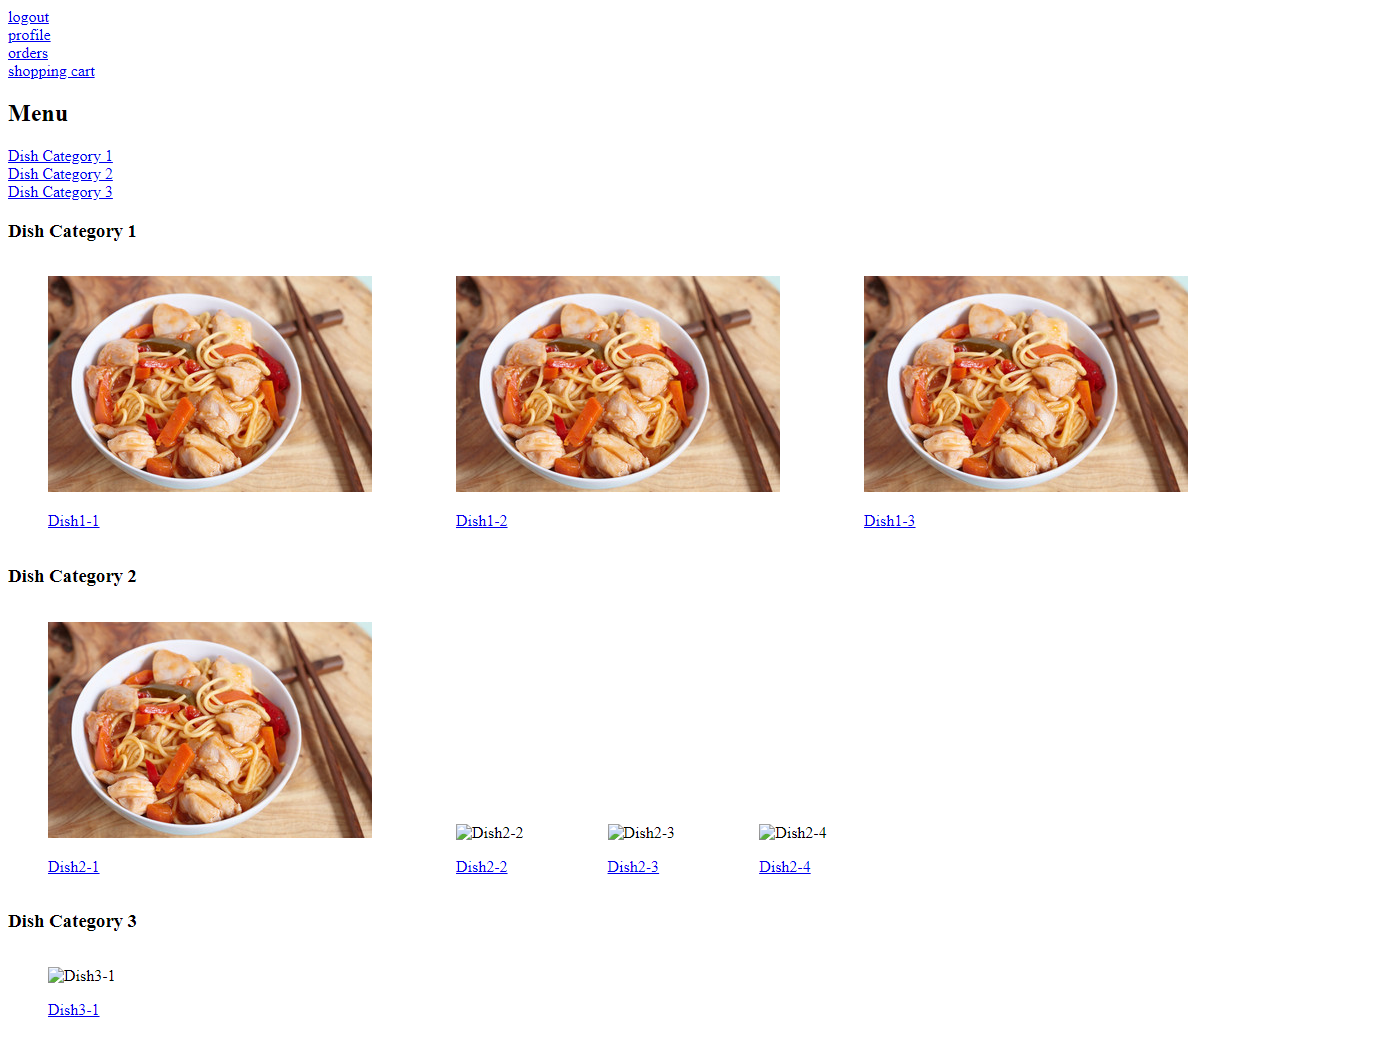 logout
profile
orders
shopping cart
Menu
Dish Category 1
Dish Category 2
Dish Category 3
Dish Category 1
Dish1-1 Dish1-2 Dish1-3
Dish Category 2
Dish2-2 Dish2-3 Dish2-4
Dish2-1 Dish2-2 Dish2-3 Dish2-4
Dish Category 3
Dish3-1
Dish3-1